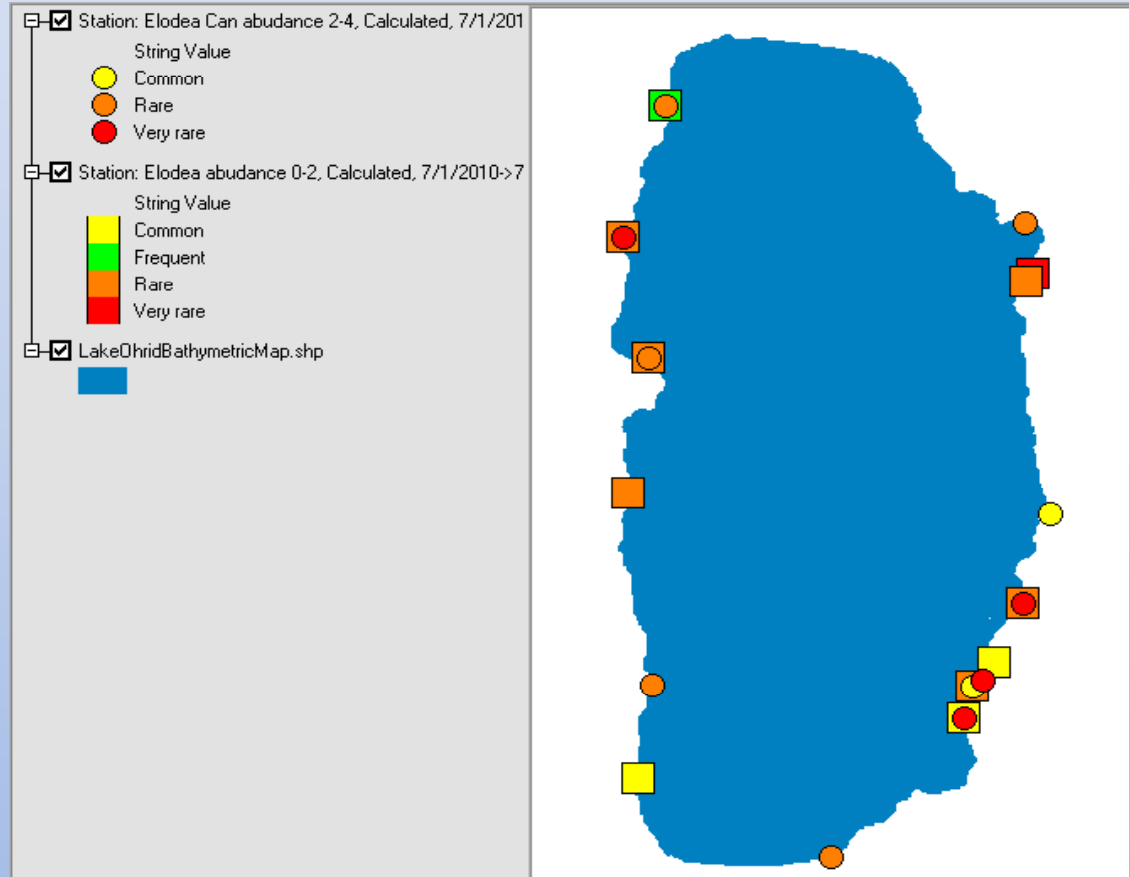 Station: Elodea Can abudance 2-4, Calculated, 7/1/201
String Value
Common
Rare
Very rare
Station: Elodea abudance 0-2, Calculated, 7/1/2010->7
String Value
Common
Frequent
Rare
Very rare
LakeOhridBathymetricMap.shp